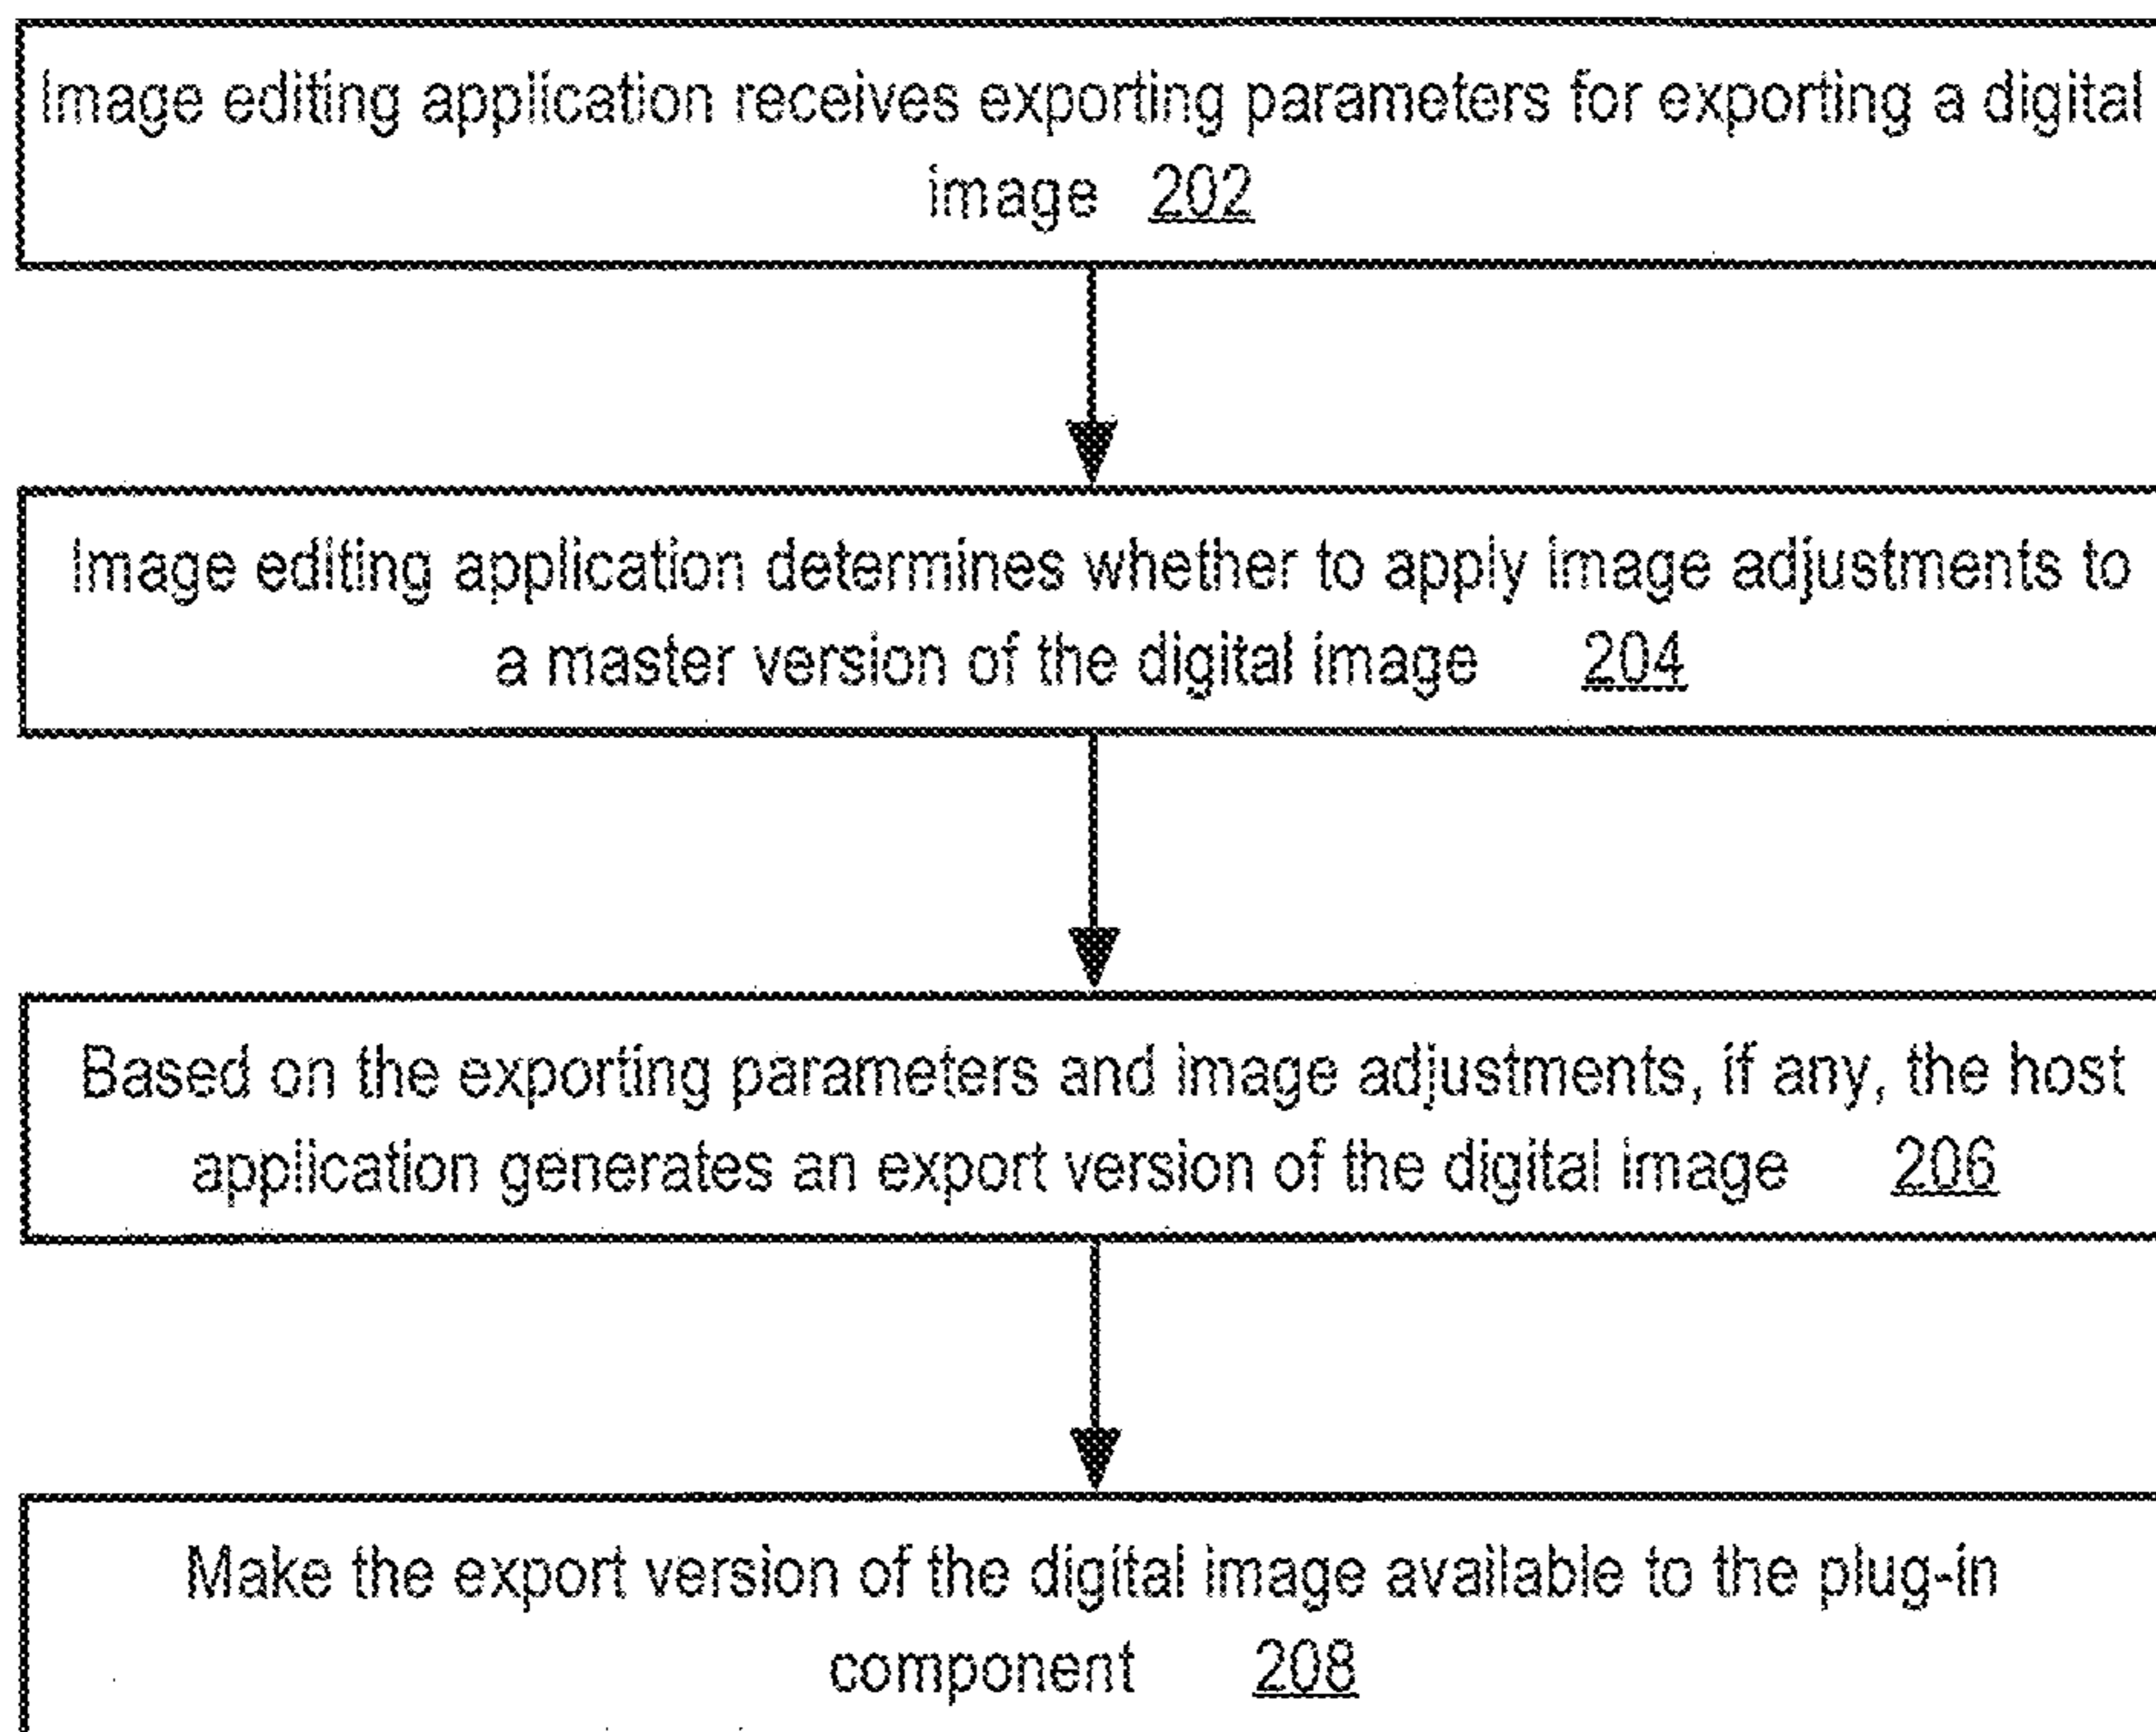 Image editing application receives exporting parameters for exporting a digital
image 202
Image editing application determines whether to apply image adjustments to
a master version of the digital image 204
Based on the exporting parameters and image adjustments, if any, the host
application generates an export version of the digital image 206
Make the export version of the digital image available to the plug-in
component 208